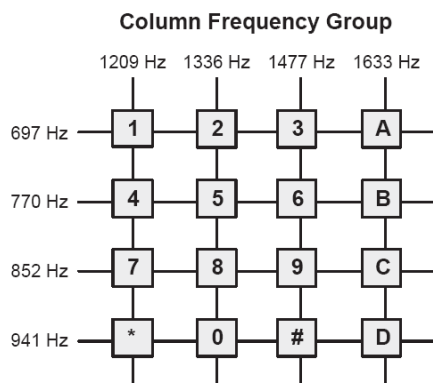 Column Frequency Group
1209 Hz 1336 Hz 1477 Hz 1633 Hz
697 Hz 1 2 3 A
770 Hz 4 5 6 B
852 Hz 7 8 9 C
941 Hz * 0 # D